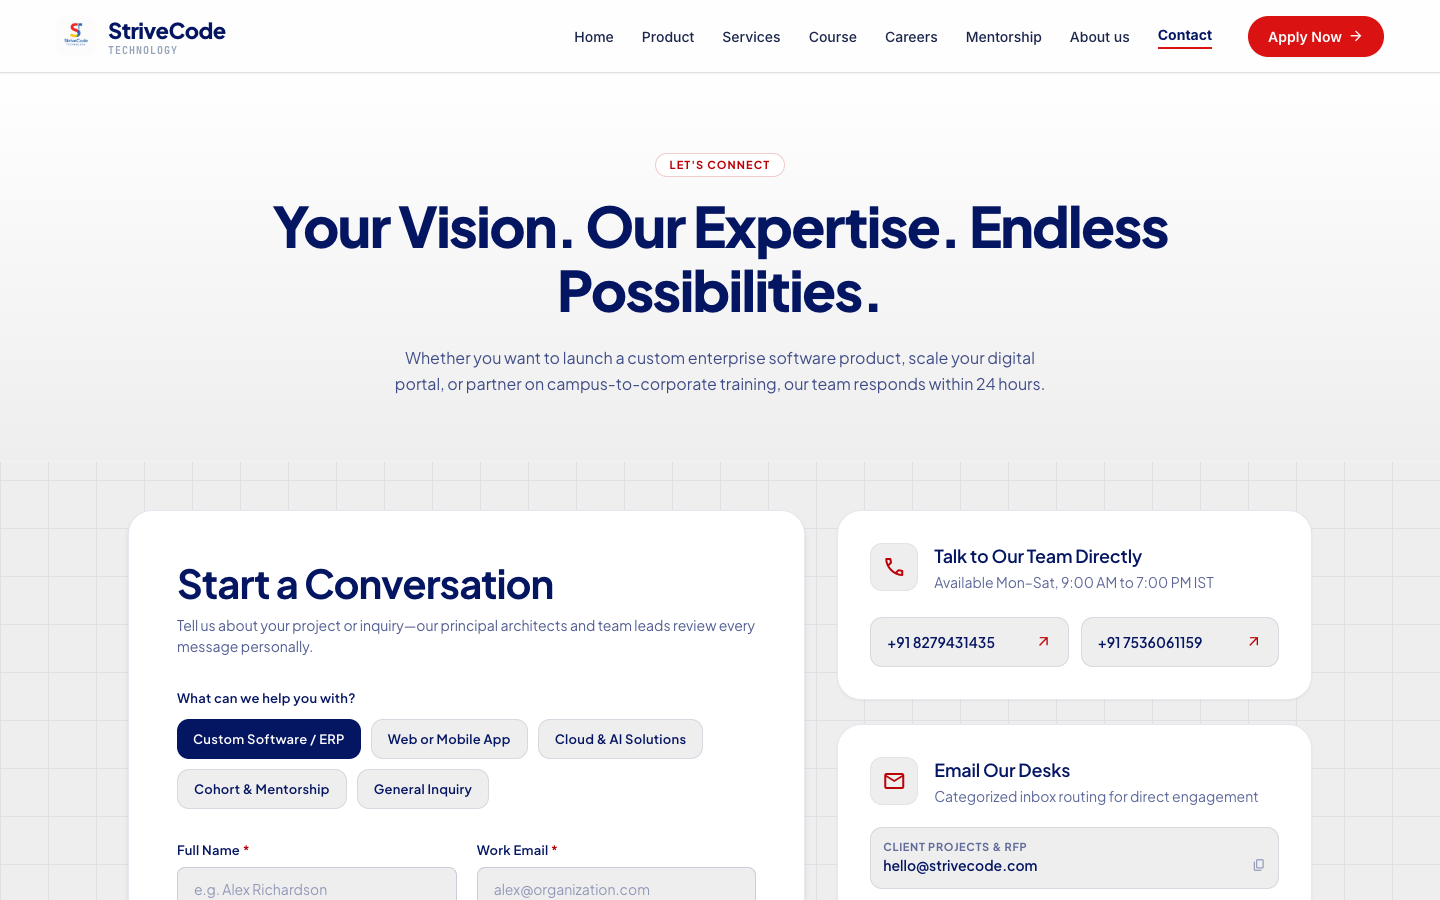 StriveCode
TECHNOLOGY
Home
Product
Services
Course
Careers
Mentorship
About us
Contact
Apply Now
LET'S CONNECT
Your Vision. Our Expertise. Endless
Possibilities.
Whether you want to launch a custom enterprise software product, scale your digital
portal, or partner on campus-to-corporate training, our team responds within 24 hours.
Start a Conversation
Tell us about your project or inquiry—our principal architects and team leads review every
message personally.
What can we help you with?
Custom Software / ERP
Web or Mobile App
Cloud & AI Solutions
Cohort & Mentorship
General Inquiry
Full Name *
Work Email *
e.g. Alex Richardson
alex@organization.com
Talk to Our Team Directly
Available Mon–Sat, 9:00 AM to 7:00 PM IST
+91 8279431435
+91 7536061159
Email Our Desks
Categorized inbox routing for direct engagement
CLIENT PROJECTS & RFP
hello@strivecode.com